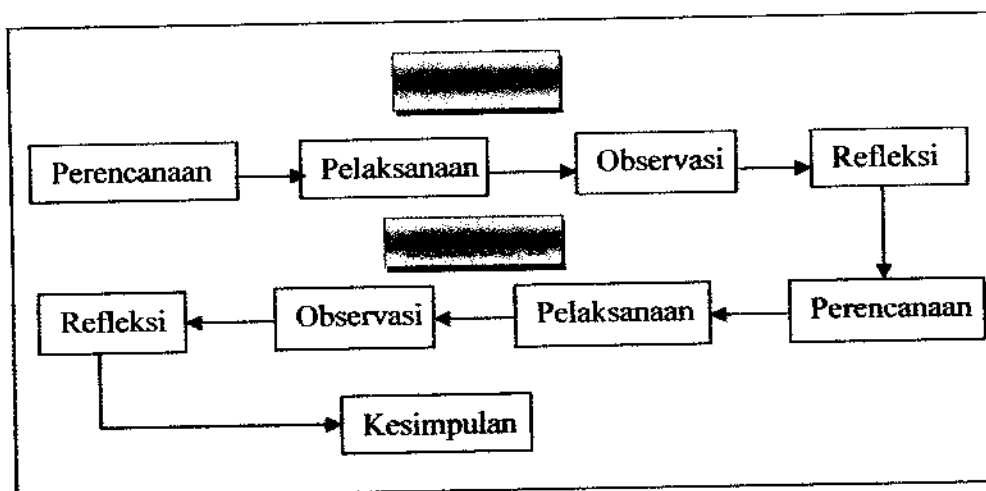 Perencanaan
Pelaksanaan
Observasi
Refleksi
Perencanaan
Pelaksanaan
Observasi
Refleksi
Kesimpulan